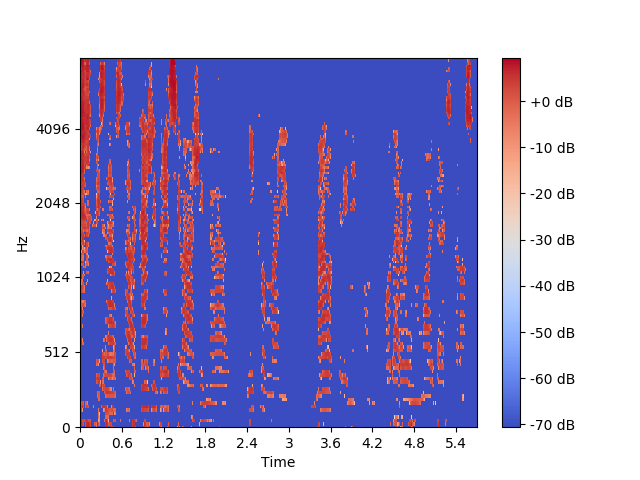 4096
2048
1024
512
0
Hz
0 0.6 1.2 1.8 2.4 3 3.6 4.2 4.8 5.4
Time
+0 dB
-10 dB
-20 dB
-30 dB
-40 dB
-50 dB
-60 dB
-70 dB